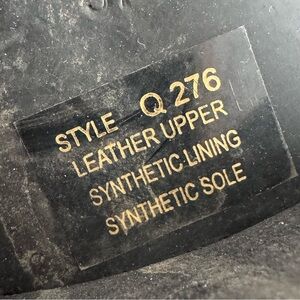 STYLE Q 276
LEATHER UPPER
SYNTHETIC LINING
SYNTHETIC SOLE